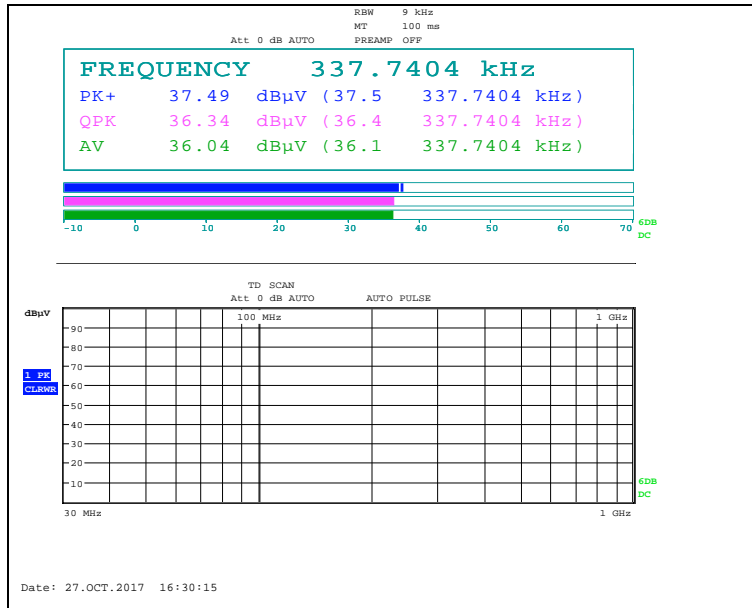 RBW 9 kHz
MT 100 ms
Att 0 dB AUTO PREAMP OFF
FREQUENCY 337.7404 kHz
PK+ 37.49 dBµV (37.5 337.7404 kHz)
QPK 36.34 dBµV (36.4 337.7404 kHz)
AV 36.04 dBµV (36.1 337.7404 kHz)
-10 0 10 20 30 40 50 60 70
6DB
DC
TD SCAN
Att 0 dB AUTO AUTO PULSE
dBµV
100 MHz 1 GHz
90
80
70
1 PK
60
CLRWR
50
40
30
20
10
6DB
DC
30 MHz 1 GHz
Date: 27.OCT.2017 16:30:15